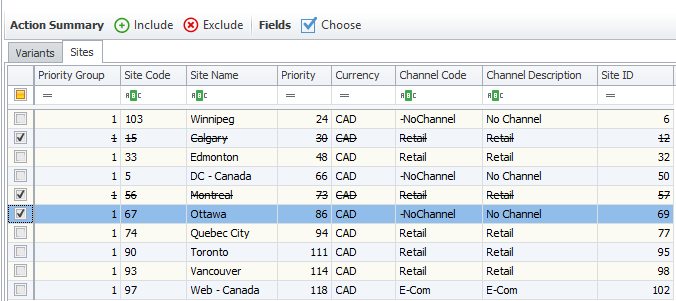 Action Summary Include Exclude Fields Choose
Variants Sites
Priority Group Site Code Site Name Priority Currency Channel Code Channel Description Site ID
= ABC ABC = ABC ABC =
1 103 Winnipeg 24 CAD -NoChannel No Channel 6
1 15 Calgary 30 CAD Retail Retail 12
1 33 Edmonton 48 CAD Retail Retail 32
1 5 DC - Canada 66 CAD -NoChannel No Channel 50
1 56 Montreal 73 CAD Retail Retail 57
1 67 Ottawa 86 CAD -NoChannel No Channel 69
1 74 Quebec City 94 CAD Retail Retail 77
1 90 Toronto 111 CAD Retail Retail 95
1 93 Vancouver 114 CAD Retail Retail 98
1 97 Web - Canada 118 CAD E-Com E-Com 102